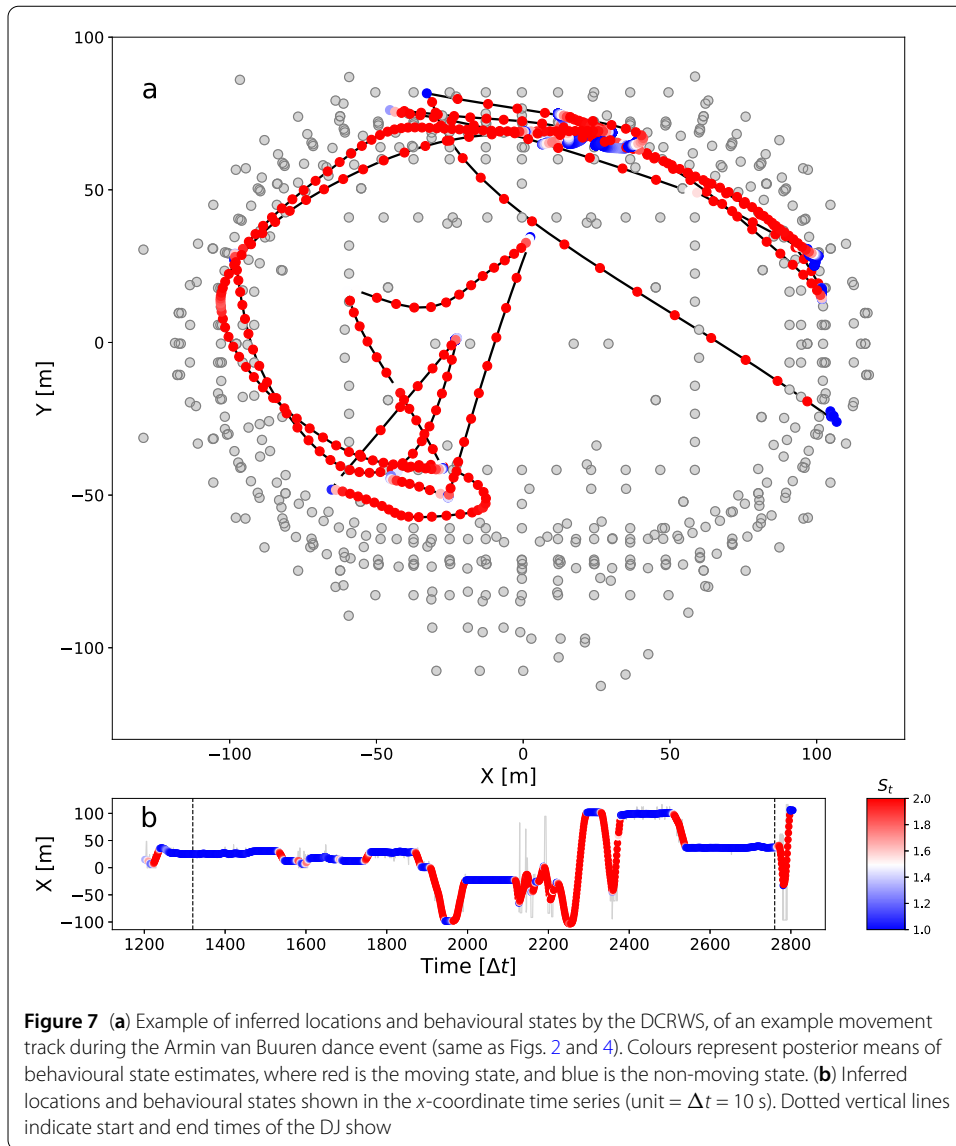 100
a
50
Y [m]
0
−50
−100
−100 −50 0 50 100
X [m]
b
100
50
X [m]
0
−50
−100
1200 1400 1600 1800 2000 2200 2400 2600 2800
Time [Δt]
S_t
2.0
1.8
1.6
1.4
1.2
1.0
Figure 7 (a) Example of inferred locations and behavioural states by the DCRWS, of an example movement
track during the Armin van Buuren dance event (same as Figs. 2 and 4). Colours represent posterior means of
behavioural state estimates, where red is the moving state, and blue is the non-moving state. (b) Inferred
locations and behavioural states shown in the x-coordinate time series (unit = Δt = 10 s). Dotted vertical lines
indicate start and end times of the DJ show